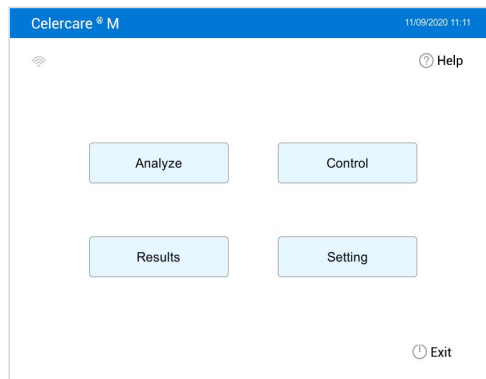 Celercare ® M 11/09/2020 11:11
Help
Analyze Control
Results Setting
Exit